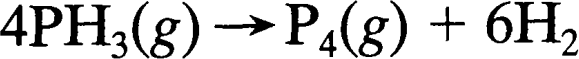 4PH₃(g) → P₄(g) + 6H₂